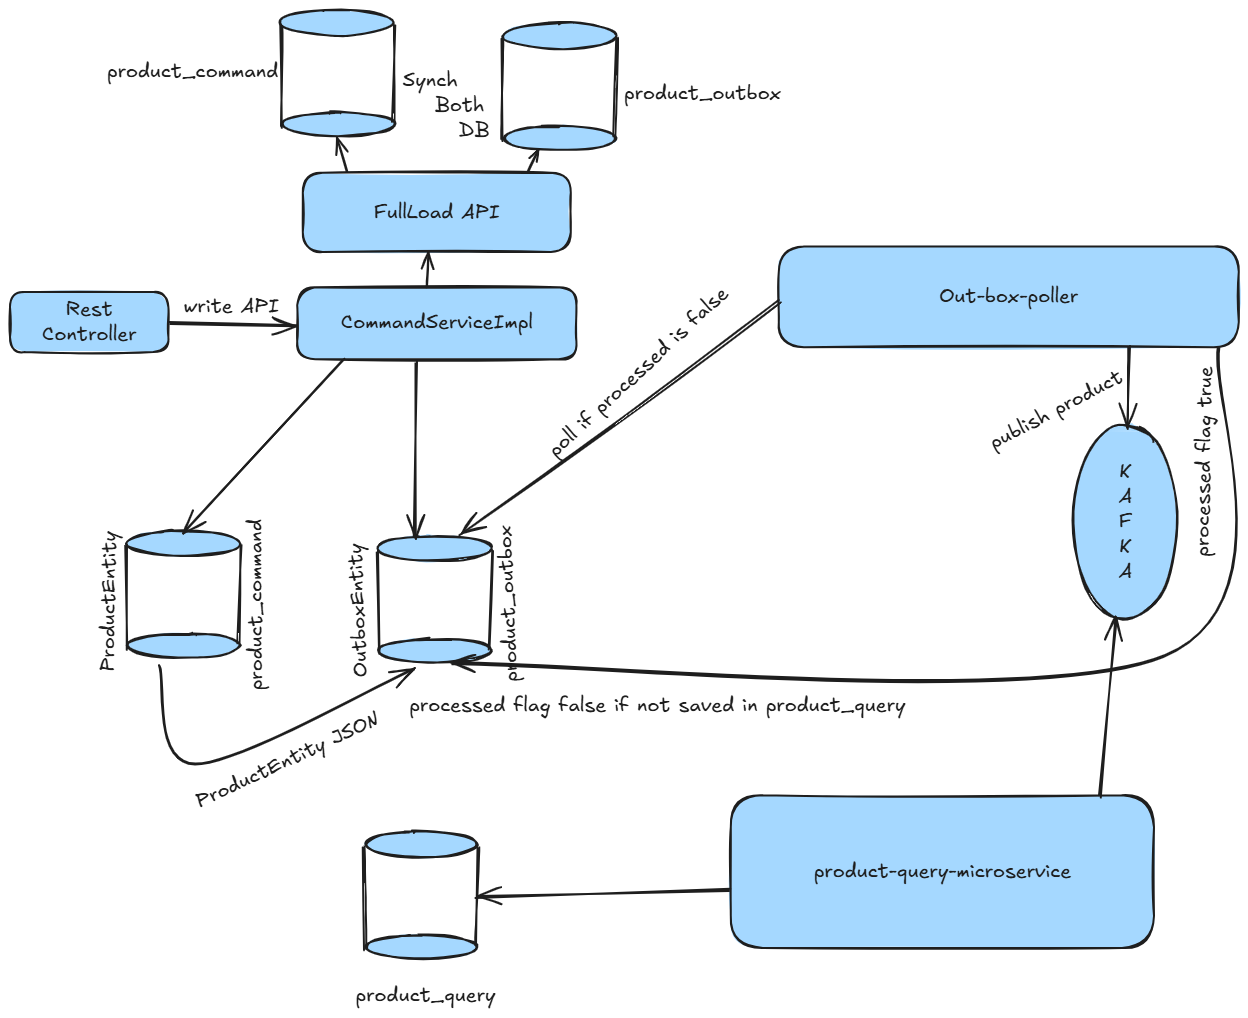 product_command
Synch
Both
DB
product_outbox
FullLoad API
Rest
Controller
write API
CommandServiceImpl
Out-box-poller
poll if processed is false
publish product
processed flag true
K
A
F
K
A
ProductEntity
product_command
OutboxEntity
product_outbox
processed flag false if not saved in product_query
ProductEntity JSON
product-query-microservice
product_query